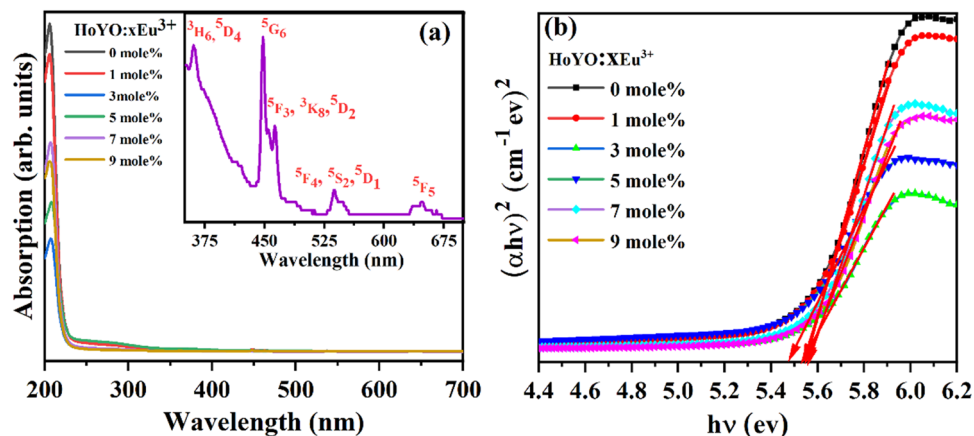 HoYO:xEu³⁺
0 mole%
1 mole%
3mole%
5 mole%
7 mole%
9 mole%
(a)
³H₆, ⁵D₄
⁵G₆
⁵F₃, ³K₈, ⁵D₂
⁵F₄, ⁵S₂, ⁵D₁
⁵F₅
375 450 525 600 675
Wavelength (nm)
Absorption (arb. units)
200 300 400 500 600 700
Wavelength (nm)
(b)
HoYO:XEu³⁺
0 mole%
1 mole%
3 mole%
5 mole%
7 mole%
9 mole%
(αhν)² (cm⁻¹ev)²
4.4 4.6 4.8 5.0 5.2 5.4 5.6 5.8 6.0 6.2
hν (ev)